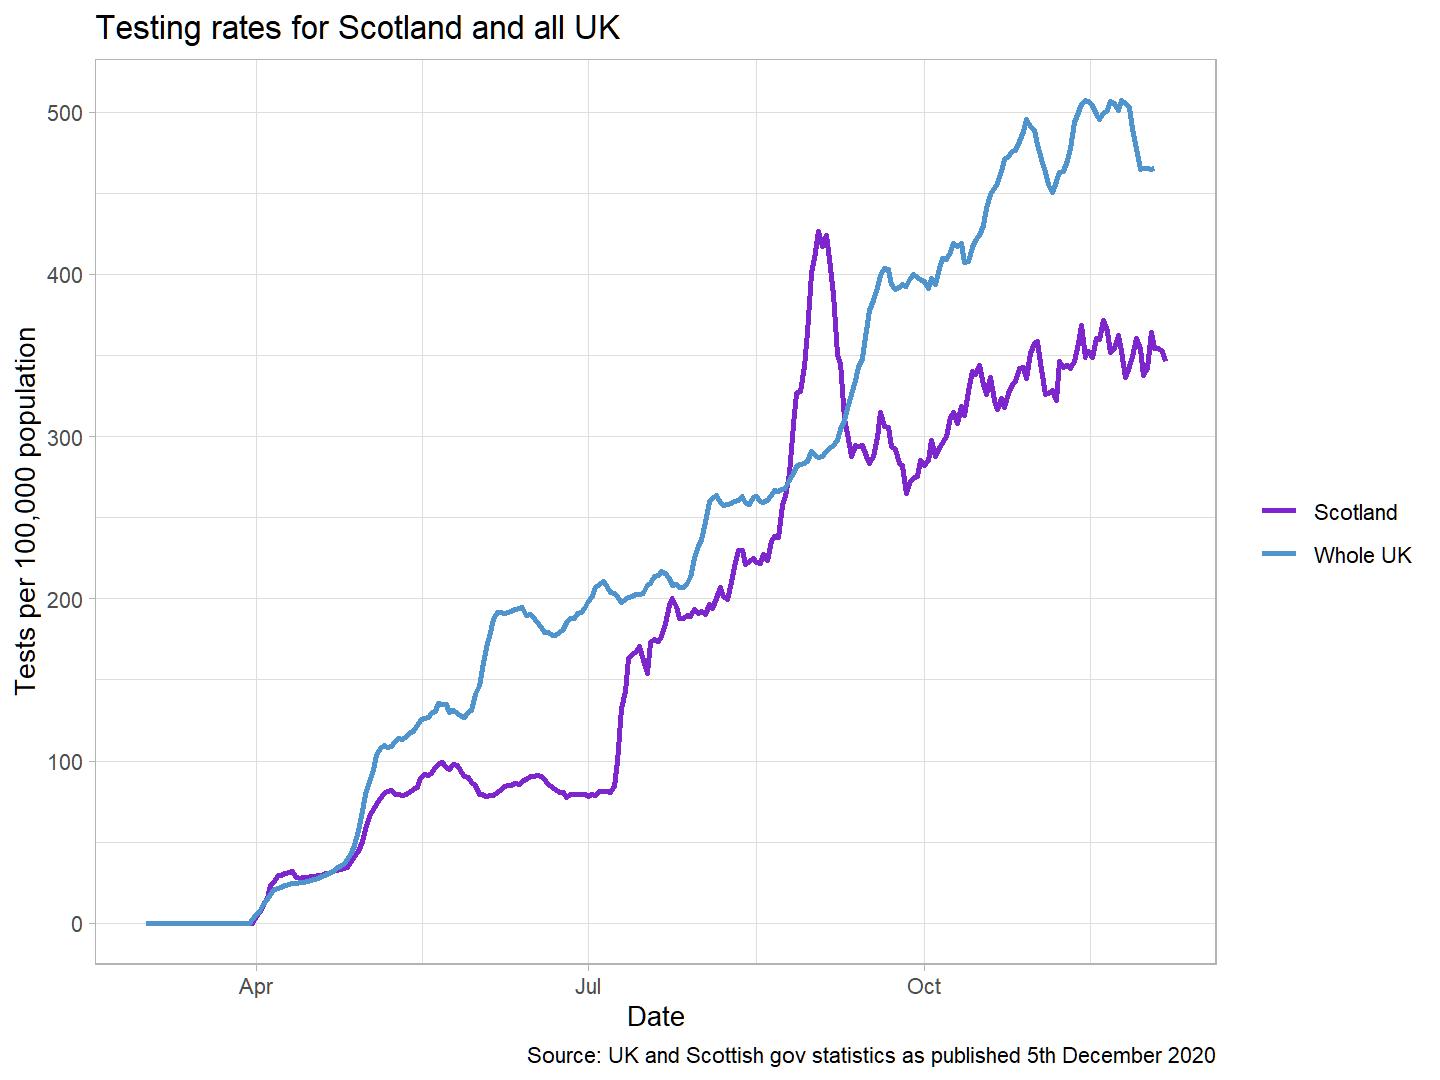 Testing rates for Scotland and all UK
500
400
300
200
100
0
Tests per 100,000 population
Apr
Jul
Oct
Date
Scotland
Whole UK
Source: UK and Scottish gov statistics as published 5th December 2020